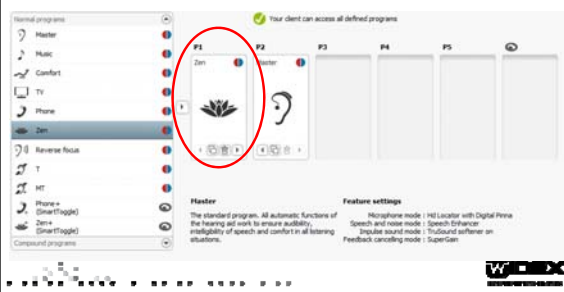 Normal programs
Your client can access all defined programs
Master
Music
Comfort
TV
Phone
Zen
Reverse focus
T
MT
Phone+
(SmartToggle)
Zen+
(SmartToggle)
Compound programs
P1
P2
P3
P4
P5
Zen
Master
Master
The standard program. All automatic functions of
the hearing aid work to ensure audibility,
intelligibility of speech and comfort in all listening
situations.
Feature settings
Microphone mode : Hd Locator with Digital Pinna
Speech and noise mode : Speech Enhancer
Impulse sound mode : TruSound softener on
Feedback cancelling mode : SuperGain
WIDEX